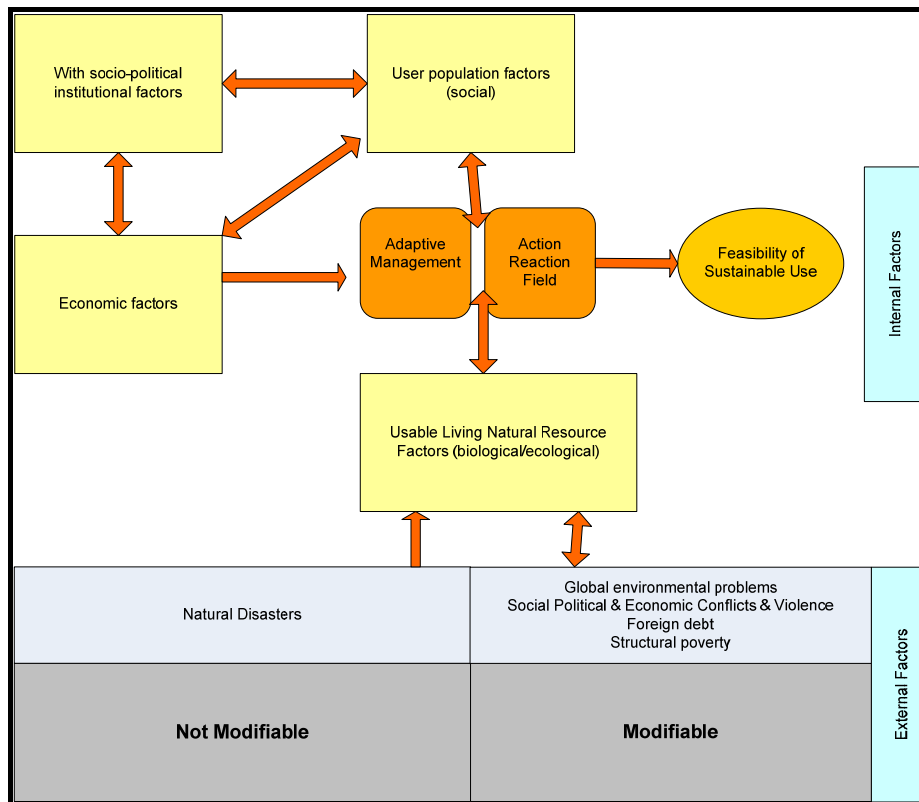 With socio-political
institutional factors
User population factors
(social)
Adaptive
Management
Action
Reaction
Field
Feasibility of
Sustainable Use
Internal Factors
Economic factors
Usable Living Natural Resource
Factors (biological/ecological)
Natural Disasters
Global environmental problems
Social Political & Economic Conflicts & Violence
Foreign debt
Structural poverty
External Factors
Not Modifiable
Modifiable